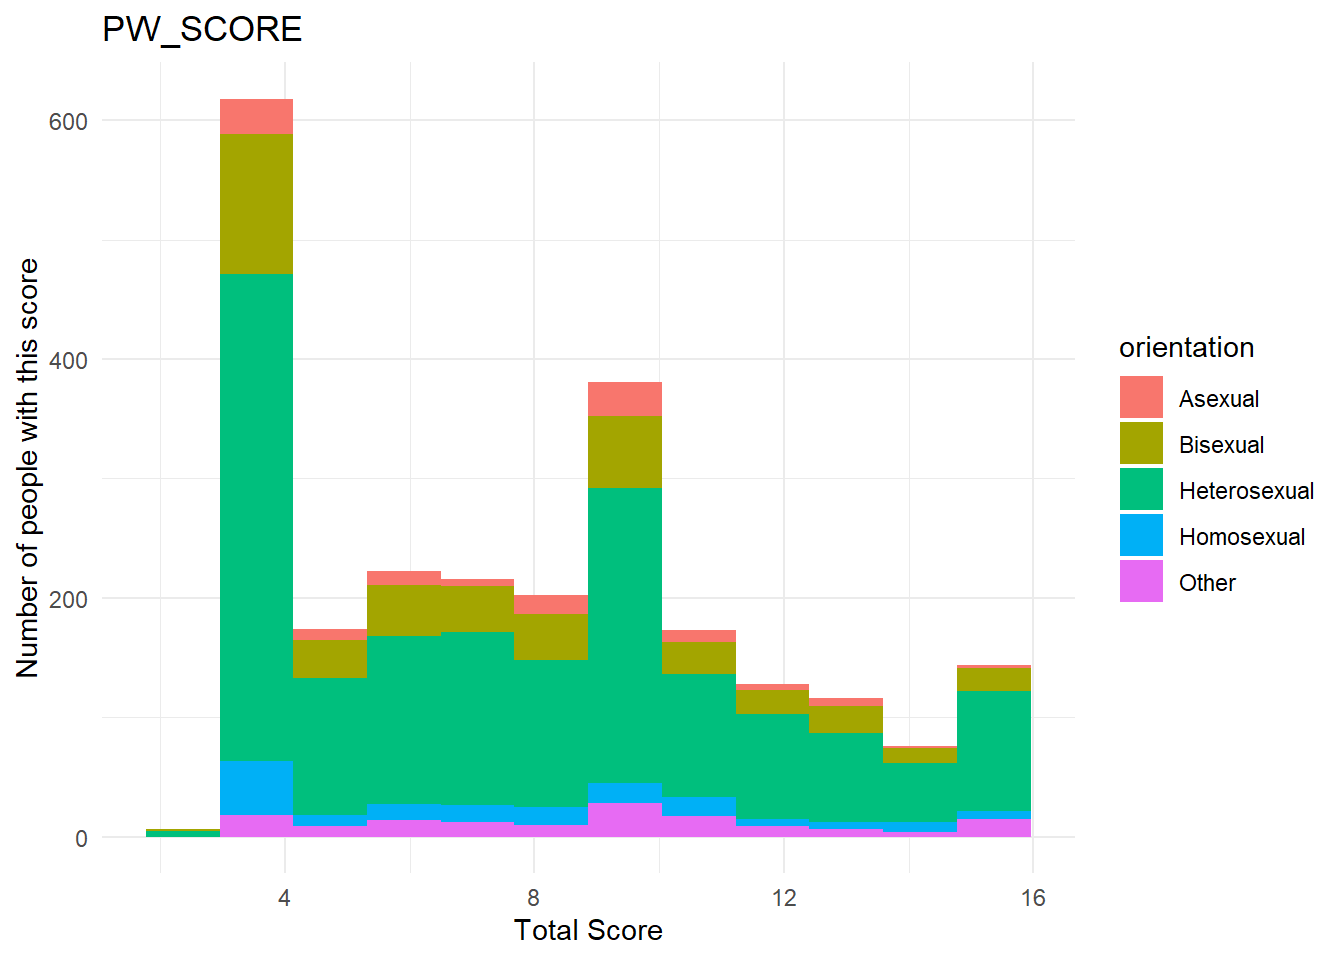 PW_SCORE
600
400
200
0
Number of people with this score
4
8
12
16
Total Score
orientation
Asexual
Bisexual
Heterosexual
Homosexual
Other